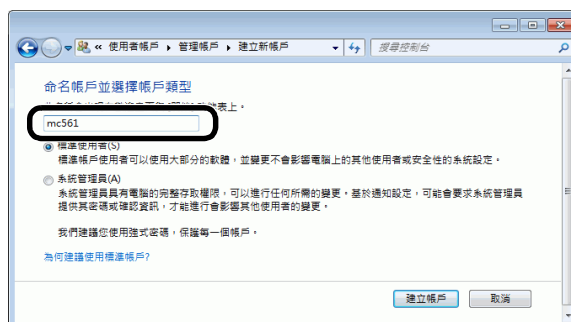 « 使用者帳戶 ▸ 管理帳戶 ▸ 建立新帳戶
搜尋控制台
命名帳戶並選擇帳戶類型
表上。
mc561
標準使用者(S)
標準帳戶使用者可以使用大部分的軟體，並變更不會影響電腦上的其他使用者或安全性的系統設定。
系統管理員(A)
系統管理員具有電腦的完整存取權限，可以進行任何所需的變更。基於通知設定，可能會要求系統管理員
提供其密碼或確認資訊，才能進行會影響其他使用者的變更。
我們建議您使用強式密碼，保護每一個帳戶。
為何建議使用標準帳戶?
建立帳戶
取消